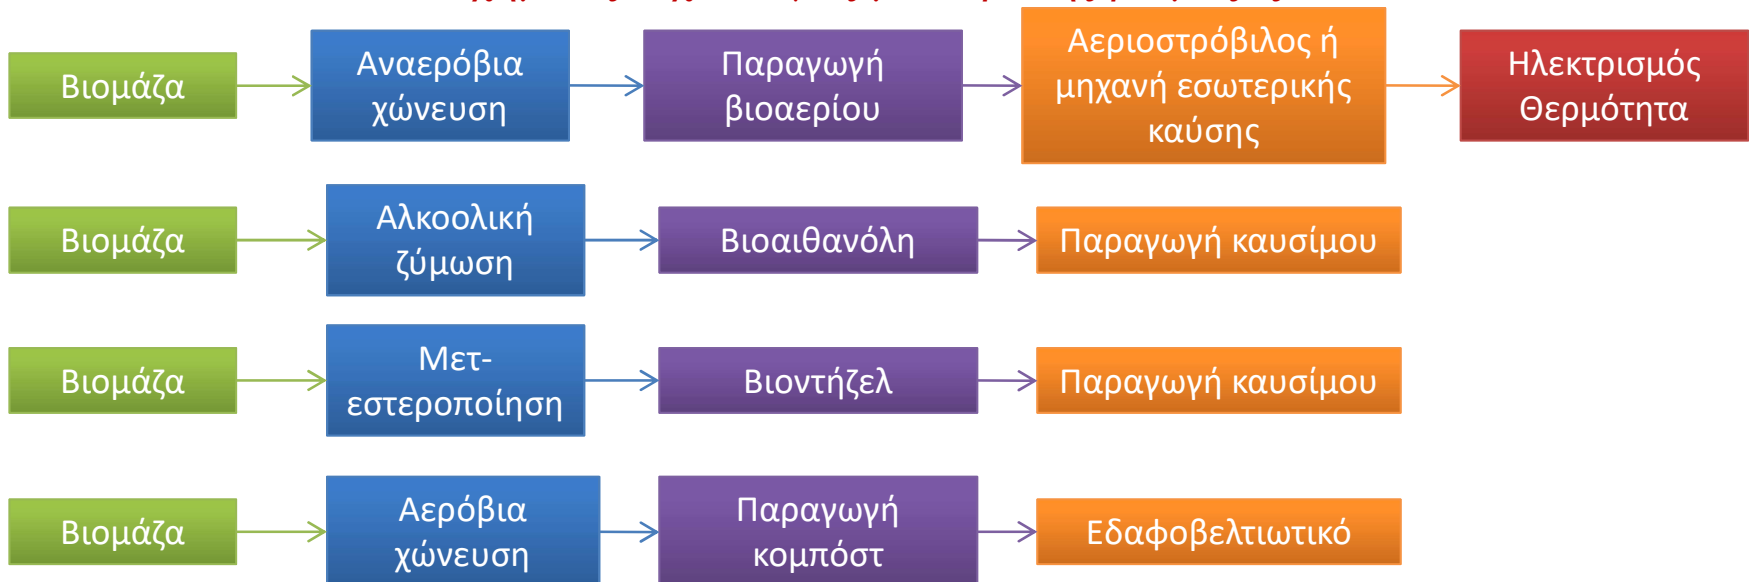 Βιομάζα
Αναερόβια
χώνευση
Παραγωγή
βιοαερίου
Αεριοστρόβιλος ή
μηχανή εσωτερικής
καύσης
Ηλεκτρισμός
Θερμότητα
Βιομάζα
Αλκοολική
ζύμωση
Βιοαιθανόλη
Παραγωγή καυσίμου
Βιομάζα
Μετ-
εστεροποίηση
Βιοντήζελ
Παραγωγή καυσίμου
Βιομάζα
Αερόβια
χώνευση
Παραγωγή
κομπόστ
Εδαφοβελτιωτικό